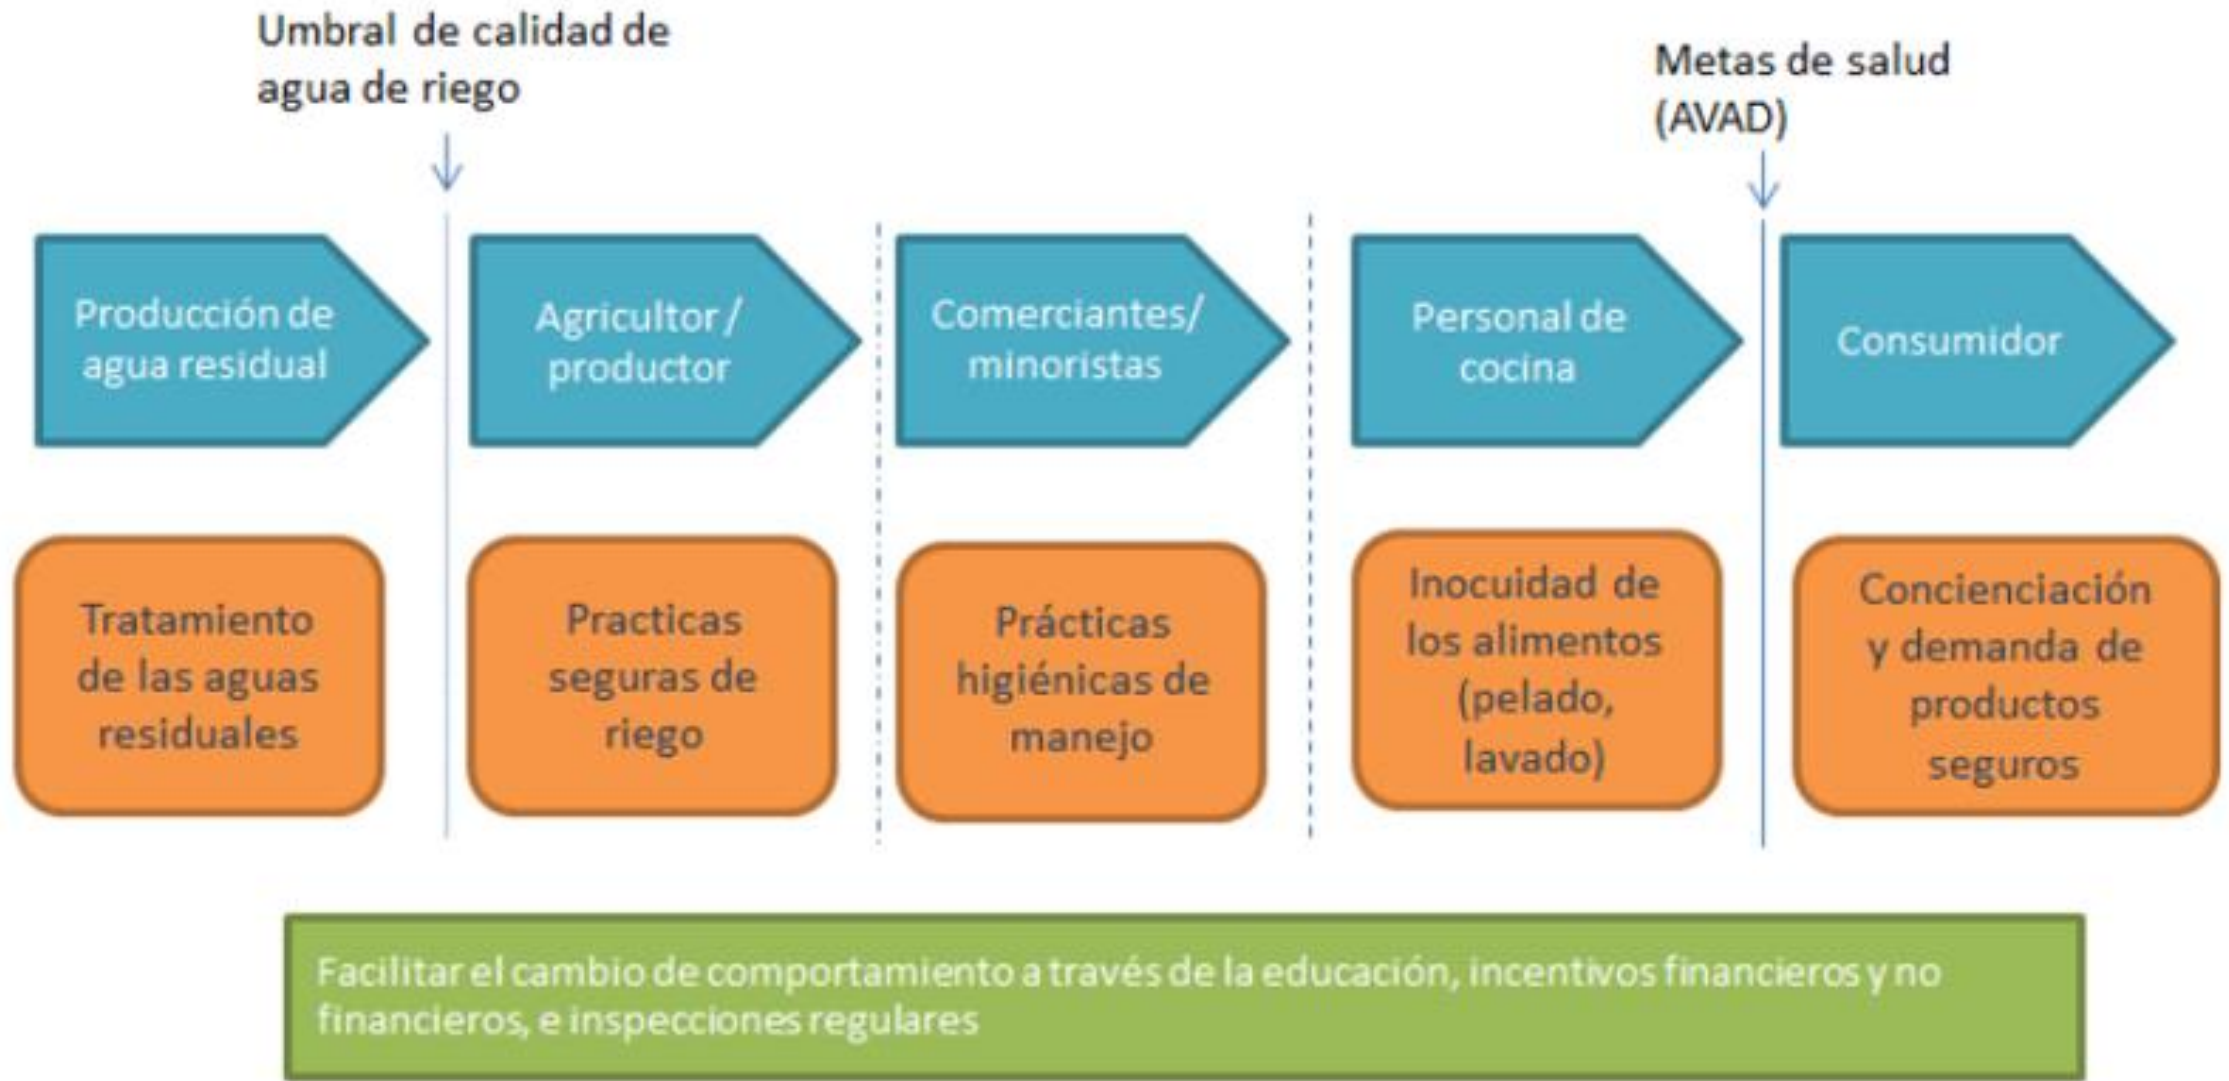 Umbral de calidad de
agua de riego
Metas de salud
(AVAD)
Producción de
agua residual
Agricultor /
productor
Comerciantes/
minoristas
Personal de
cocina
Consumidor
Tratamiento
de las aguas
residuales
Practicas
seguras de
riego
Prácticas
higiénicas de
manejo
Inocuidad de
los alimentos
(pelado,
lavado)
Concienciación
y demanda de
productos
seguros
Facilitar el cambio de comportamiento a través de la educación, incentivos financieros y no
financieros, e inspecciones regulares